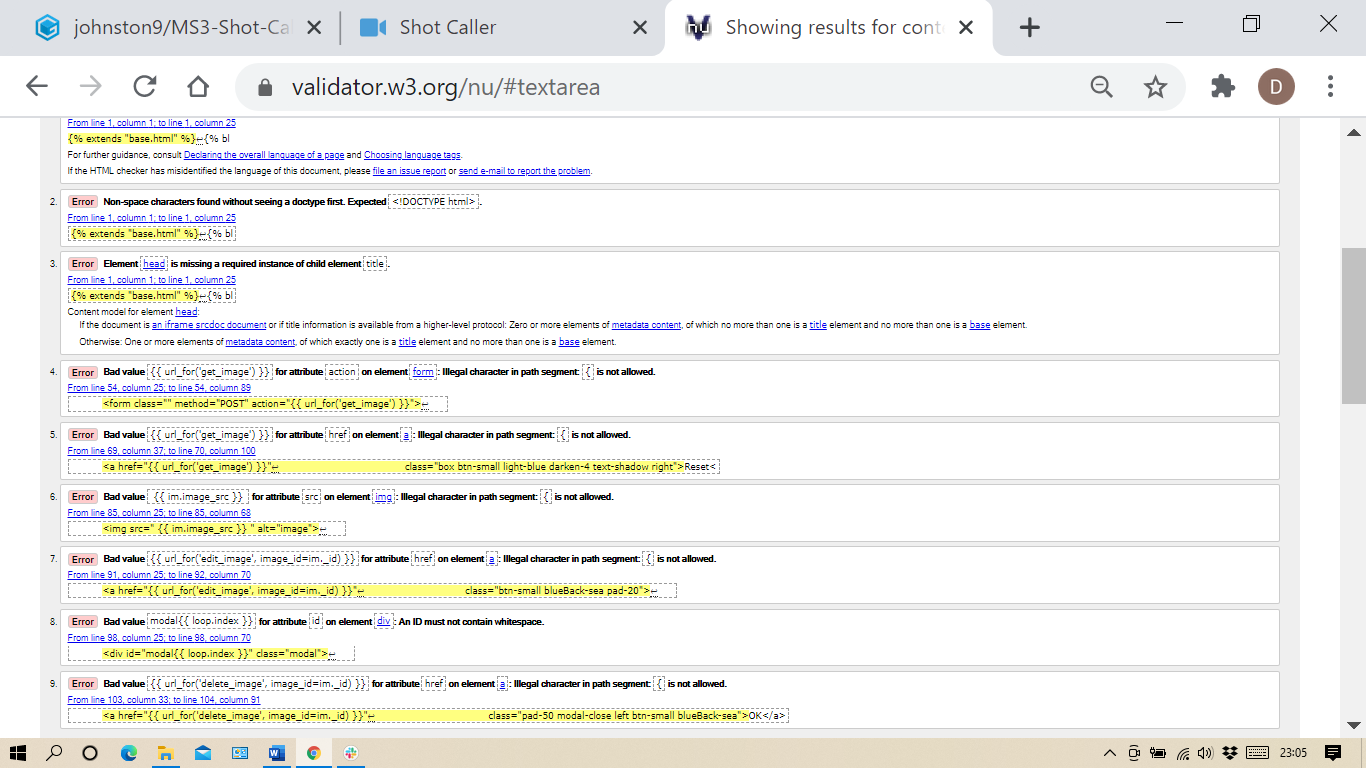 johnston9/MS3-Shot-Cal
Shot Caller
Showing results for conte
validator.w3.org/nu/#textarea
D
From line 1, column 1; to line 1, column 25
{% extends "base.html" %}↩{% bl
For further guidance, consult Declaring the overall language of a page and Choosing language tags.
If the HTML checker has misidentified the language of this document, please file an issue report or send e-mail to report the problem.
2. Error Non-space characters found without seeing a doctype first. Expected <!DOCTYPE html>.
From line 1, column 1; to line 1, column 25
{% extends "base.html" %}↩{% bl
3. Error Element head is missing a required instance of child element title.
From line 1, column 1; to line 1, column 25
{% extends "base.html" %}↩{% bl
Content model for element head:
If the document is an iframe srcdoc document or if title information is available from a higher-level protocol: Zero or more elements of metadata content, of which no more than one is a title element and no more than one is a base element.
Otherwise: One or more elements of metadata content, of which exactly one is a title element and no more than one is a base element.
4. Error Bad value {{ url_for('get_image') }} for attribute action on element form: Illegal character in path segment: { is not allowed.
From line 54, column 25; to line 54, column 89
<form class="" method="POST" action="{{ url_for('get_image') }}">↩
5. Error Bad value {{ url_for('get_image') }} for attribute href on element a: Illegal character in path segment: { is not allowed.
From line 69, column 37; to line 70, column 100
<a href="{{ url_for('get_image') }}"↩ class="box btn-small light-blue darken-4 text-shadow right">Reset<
6. Error Bad value {{ im.image_src }} for attribute src on element img: Illegal character in path segment: { is not allowed.
From line 85, column 25; to line 85, column 68
<img src=" {{ im.image_src }} " alt="image">↩
7. Error Bad value {{ url_for('edit_image', image_id=im._id) }} for attribute href on element a: Illegal character in path segment: { is not allowed.
From line 91, column 25; to line 92, column 70
<a href="{{ url_for('edit_image', image_id=im._id) }}"↩ class="btn-small blueBack-sea pad-20">↩
8. Error Bad value modal{{ loop.index }} for attribute id on element div: An ID must not contain whitespace.
From line 98, column 25; to line 98, column 70
<div id="modal{{ loop.index }}" class="modal">↩
9. Error Bad value {{ url_for('delete_image', image_id=im._id) }} for attribute href on element a: Illegal character in path segment: { is not allowed.
From line 103, column 33; to line 104, column 91
<a href="{{ url_for('delete_image', image_id=im._id) }}"↩ class="pad-50 modal-close left btn-small blueBack-sea">OK</a>
23:05